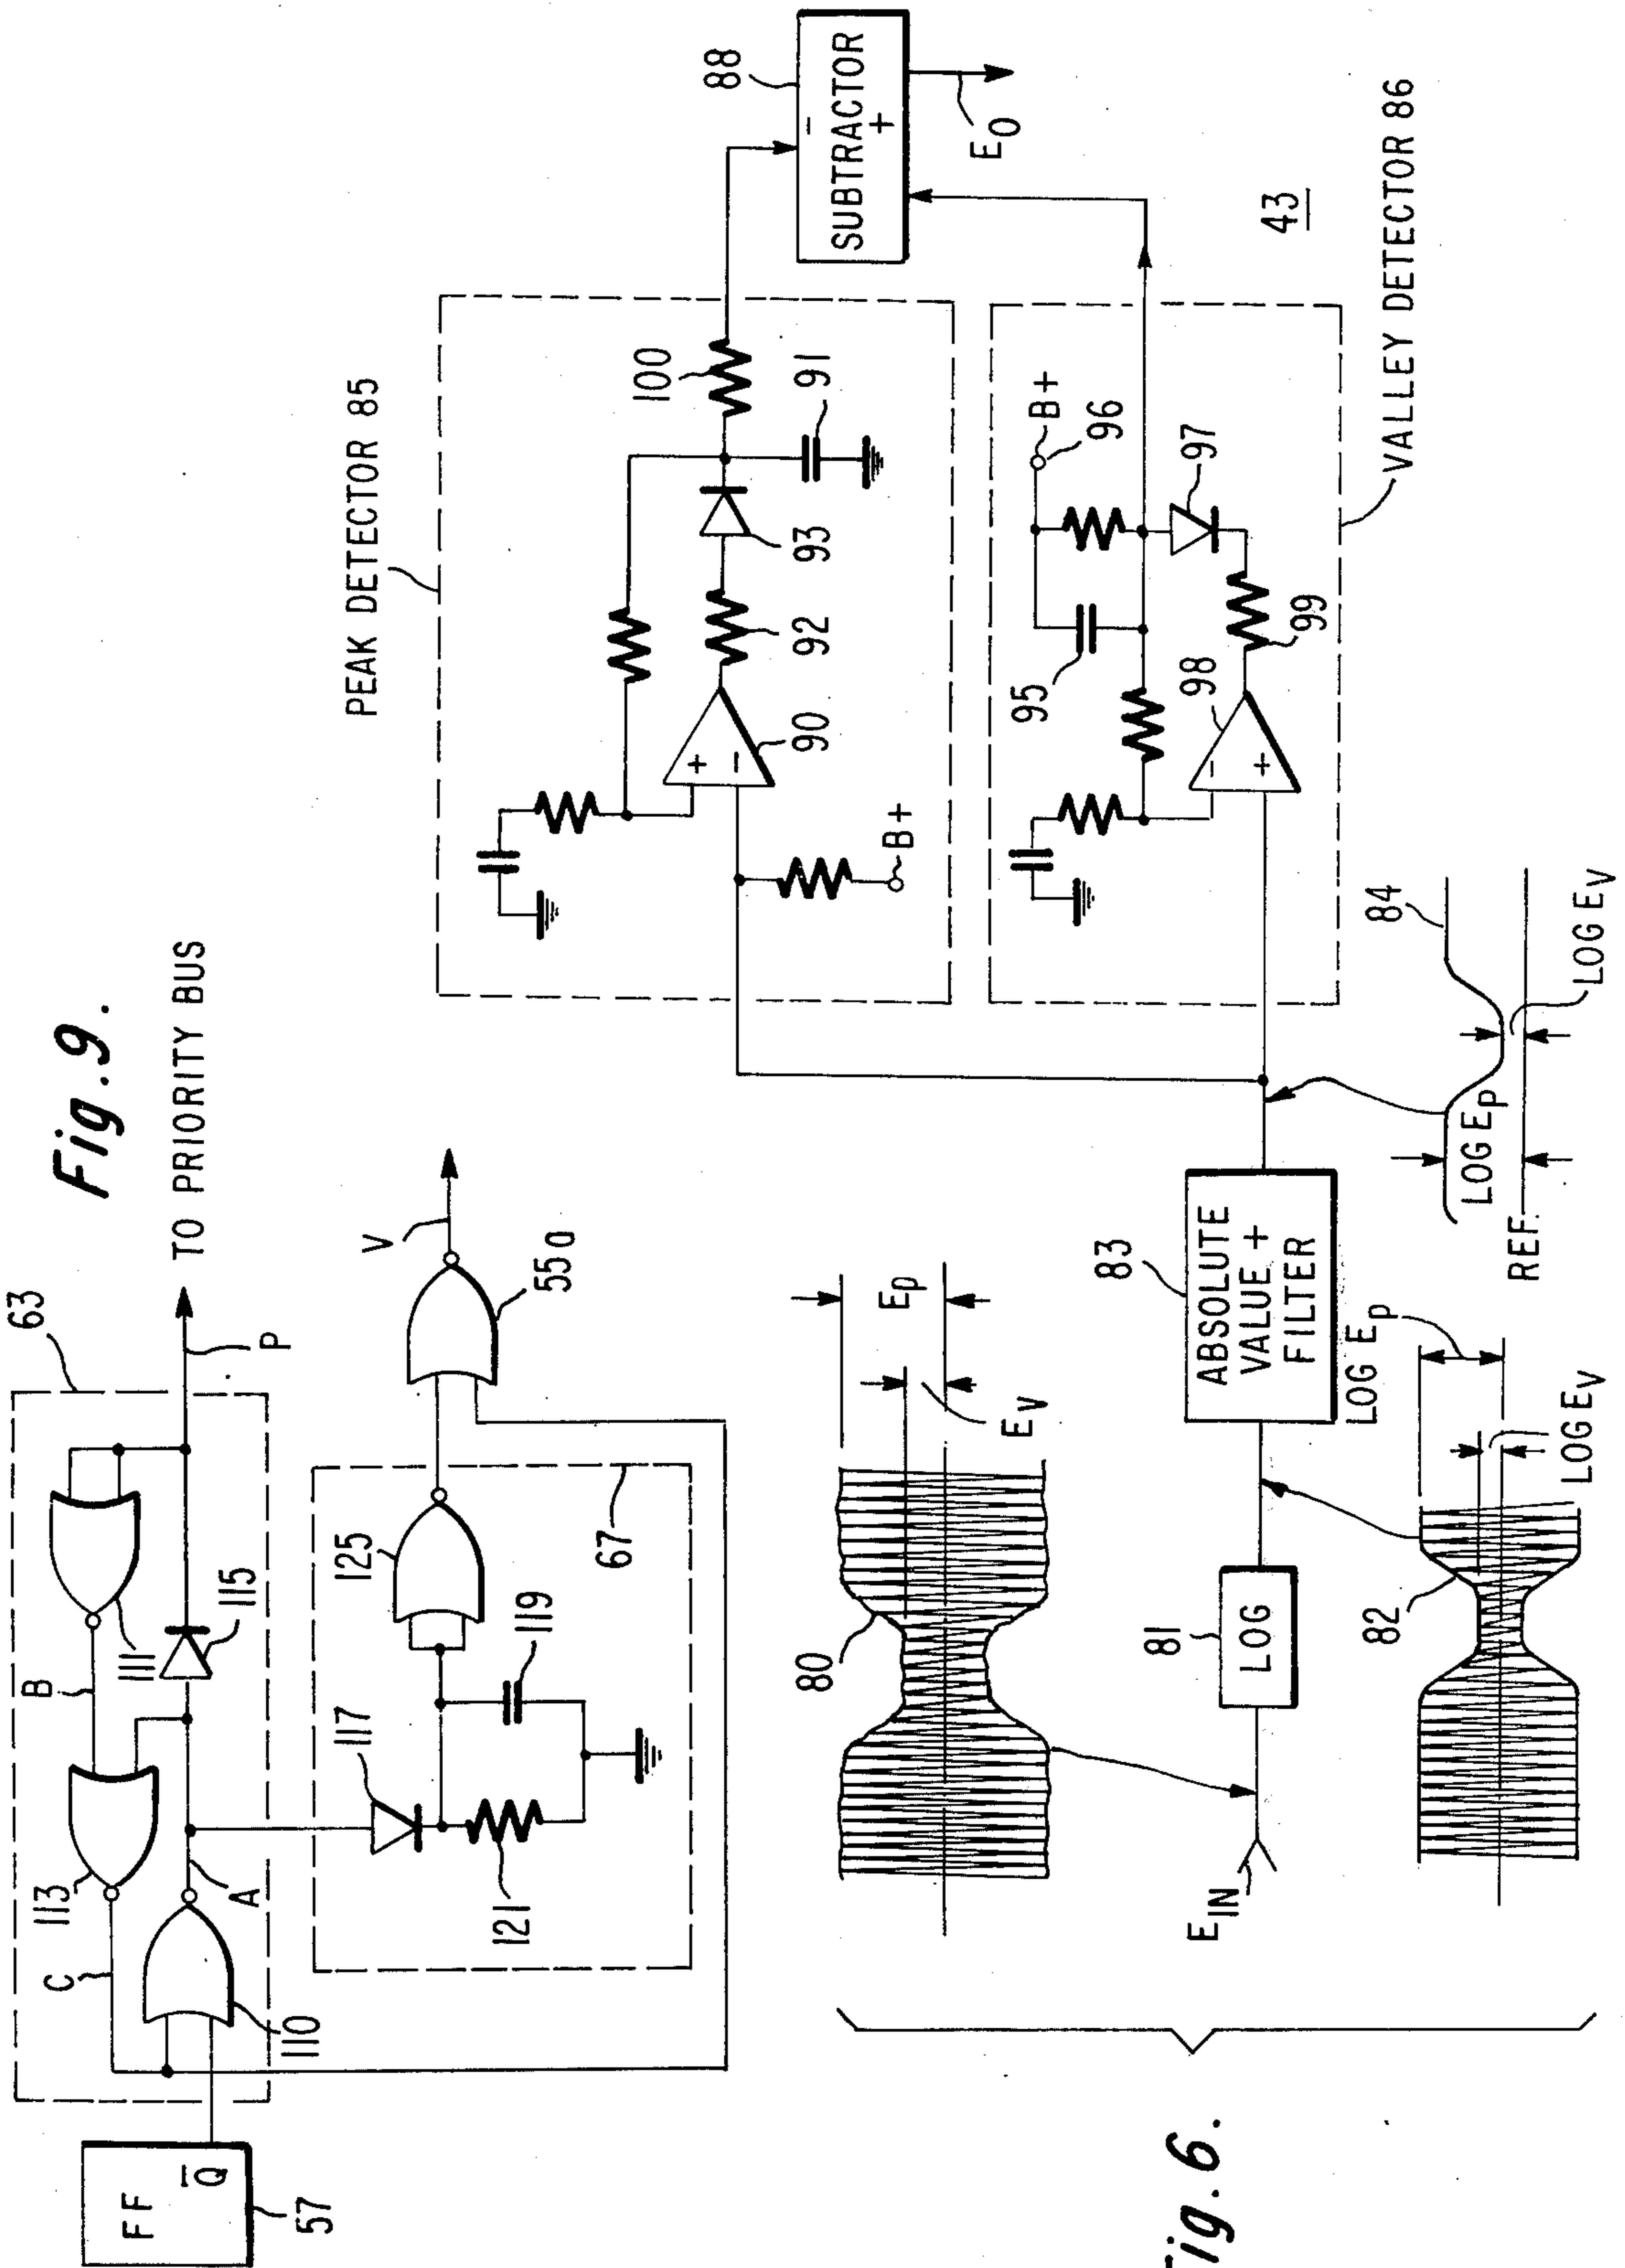 Fig. 9.
63
TO PRIORITY BUS
P
111
115
B
113
A
C
110
FF
Q̅
57
V
55a
125
67
117
119
121
PEAK DETECTOR 85
100
91
93
92
90
+
-
B+
88
SUBTRACTOR
-
+
E0
43
VALLEY DETECTOR 86
B+
96
97
95
98
99
-
+
84
LOG EP
LOG EV
REF.
83
ABSOLUTE
VALUE +
FILTER
EP
EV
80
LOG EP
LOG EV
81
LOG
82
EIN
ig. 6.